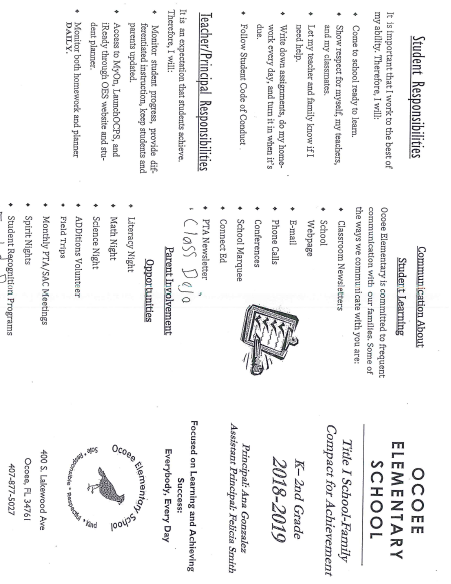 Student Responsibilities
It is important that I work to the best of
my ability. Therefore, I will:
• Come to school ready to learn.
• Show respect for myself, my teachers,
and my classmates.
• Let my teacher and family know if I
need help.
• Write down assignments, do my home-
work every day, and turn it in when it's
due.
• Follow Student Code of Conduct
Teacher/Principal Responsibilities
It is an expectation that students achieve.
Therefore, I will:
• Monitor student progress, provide dif-
ferentiated instruction, keep students and
parents updated.
• Access to MyOn, LaunchOCPS, and
iReady through OES website and stu-
dent planner.
• Monitor both homework and planner
DAILY.
Communication About
Student Learning
Ocoee Elementary is committed to frequent
communication with our families. Some of
the ways we communicate with you are:
• Classroom Newsletters
• School
Webpage
• E-mail
• Phone Calls
• Conferences
• School Marquee
• Connect Ed
• PTA Newsletter
• Class Dojo
Parent Involvement
Opportunities
• Literacy Night
• Math Night
• Science Night
• ADDitions Volunteer
• Field Trips
• Monthly PTA/SAC Meetings
• Spirit Nights
• Student Recognition Programs
OCOEE
ELEMENTARY
SCHOOL
Title I School-Family
Compact for Achievement
K– 2nd Grade
2018-2019
Principal: Ana Gonzalez
Assistant Principal: Felicia Smith
Focused on Learning and Achieving
Success:
Everybody, Every Day
Ocoee Elementary School
400 S. Lakewood Ave
Ocoee, FL 34761
407-877-5027